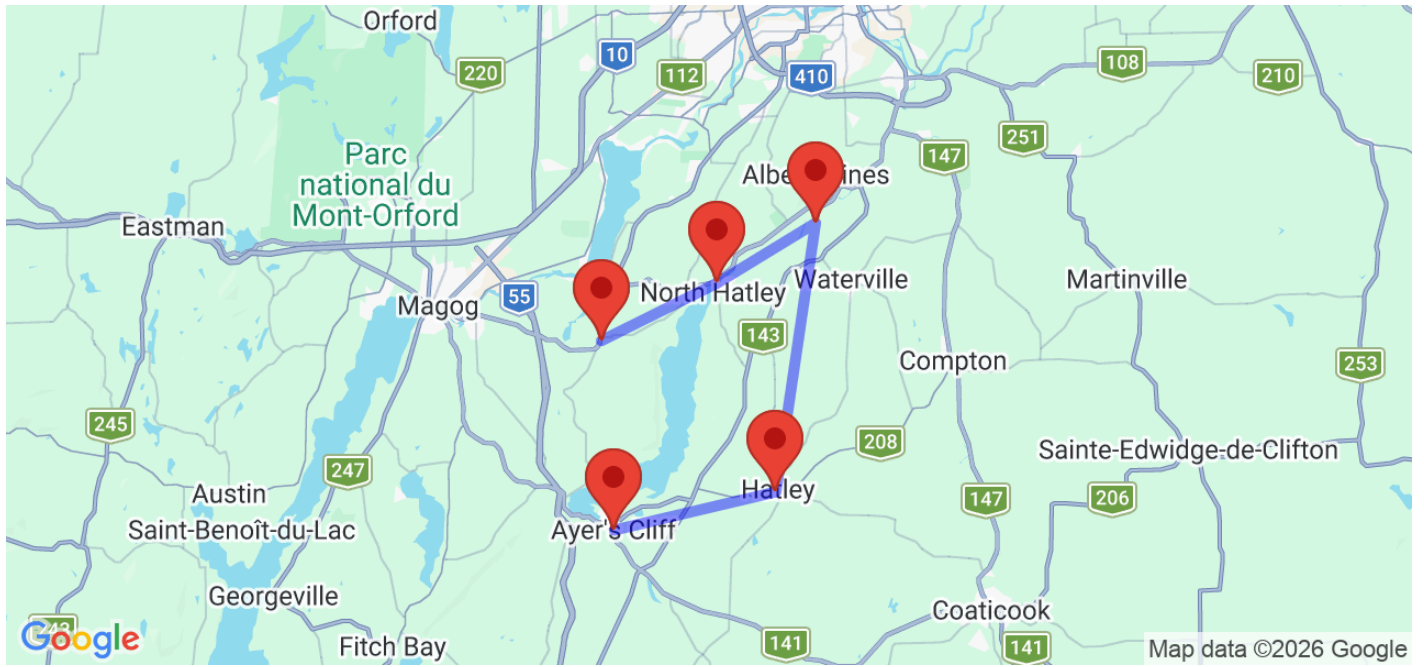 Orford
10
220
112
410
108
210
251
147
Parc
national du
Mont-Orford
Eastman
North Hatley
Waterville
Martinville
55
Magog
143
Compton
253
245
208
247
Sainte-Edwidge-de-Clifton
Hatley
147
206
Austin
Saint-Benoît-du-Lac
Ayer's Cliff
Georgeville
Coaticook
Fitch Bay
141
141
Google
Map data ©2026 Google